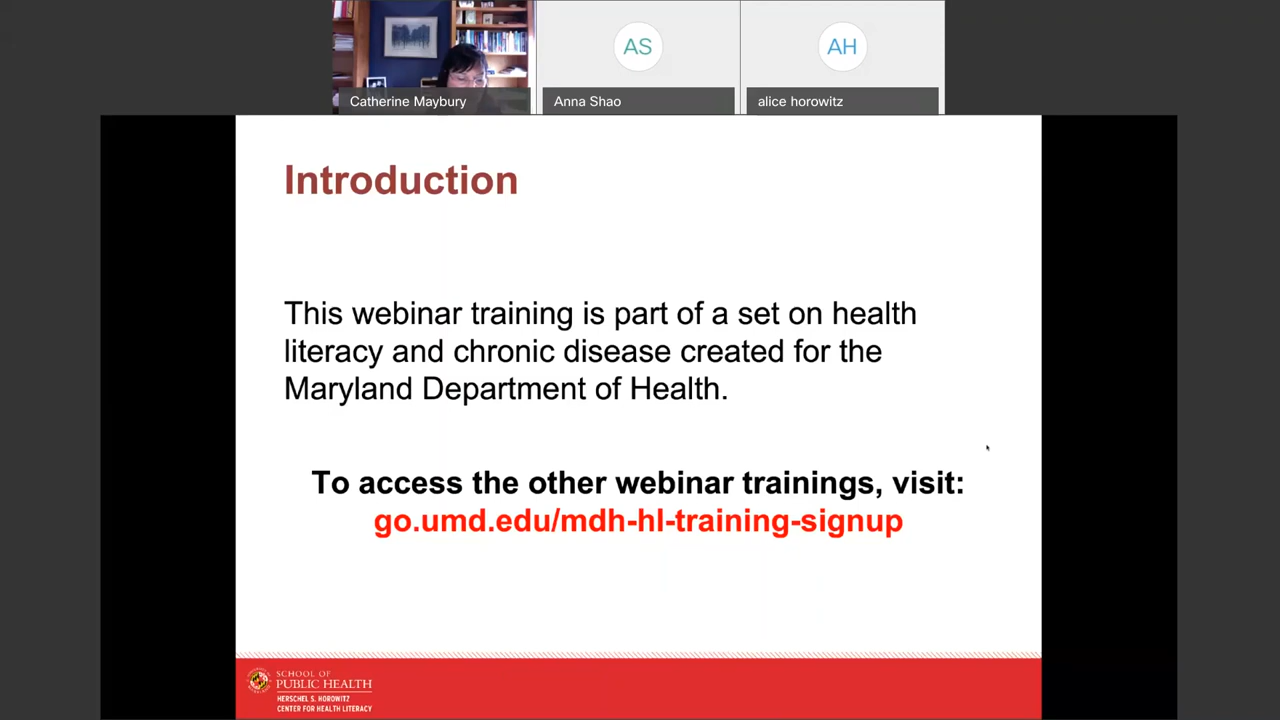 AS
AH
Catherine Maybury
Anna Shao
alice horowitz
Introduction
This webinar training is part of a set on health
literacy and chronic disease created for the
Maryland Department of Health.
To access the other webinar trainings, visit:
go.umd.edu/mdh-hl-training-signup
SCHOOL OF
PUBLIC HEALTH
HERSCHEL S. HOROWITZ
CENTER FOR HEALTH LITERACY